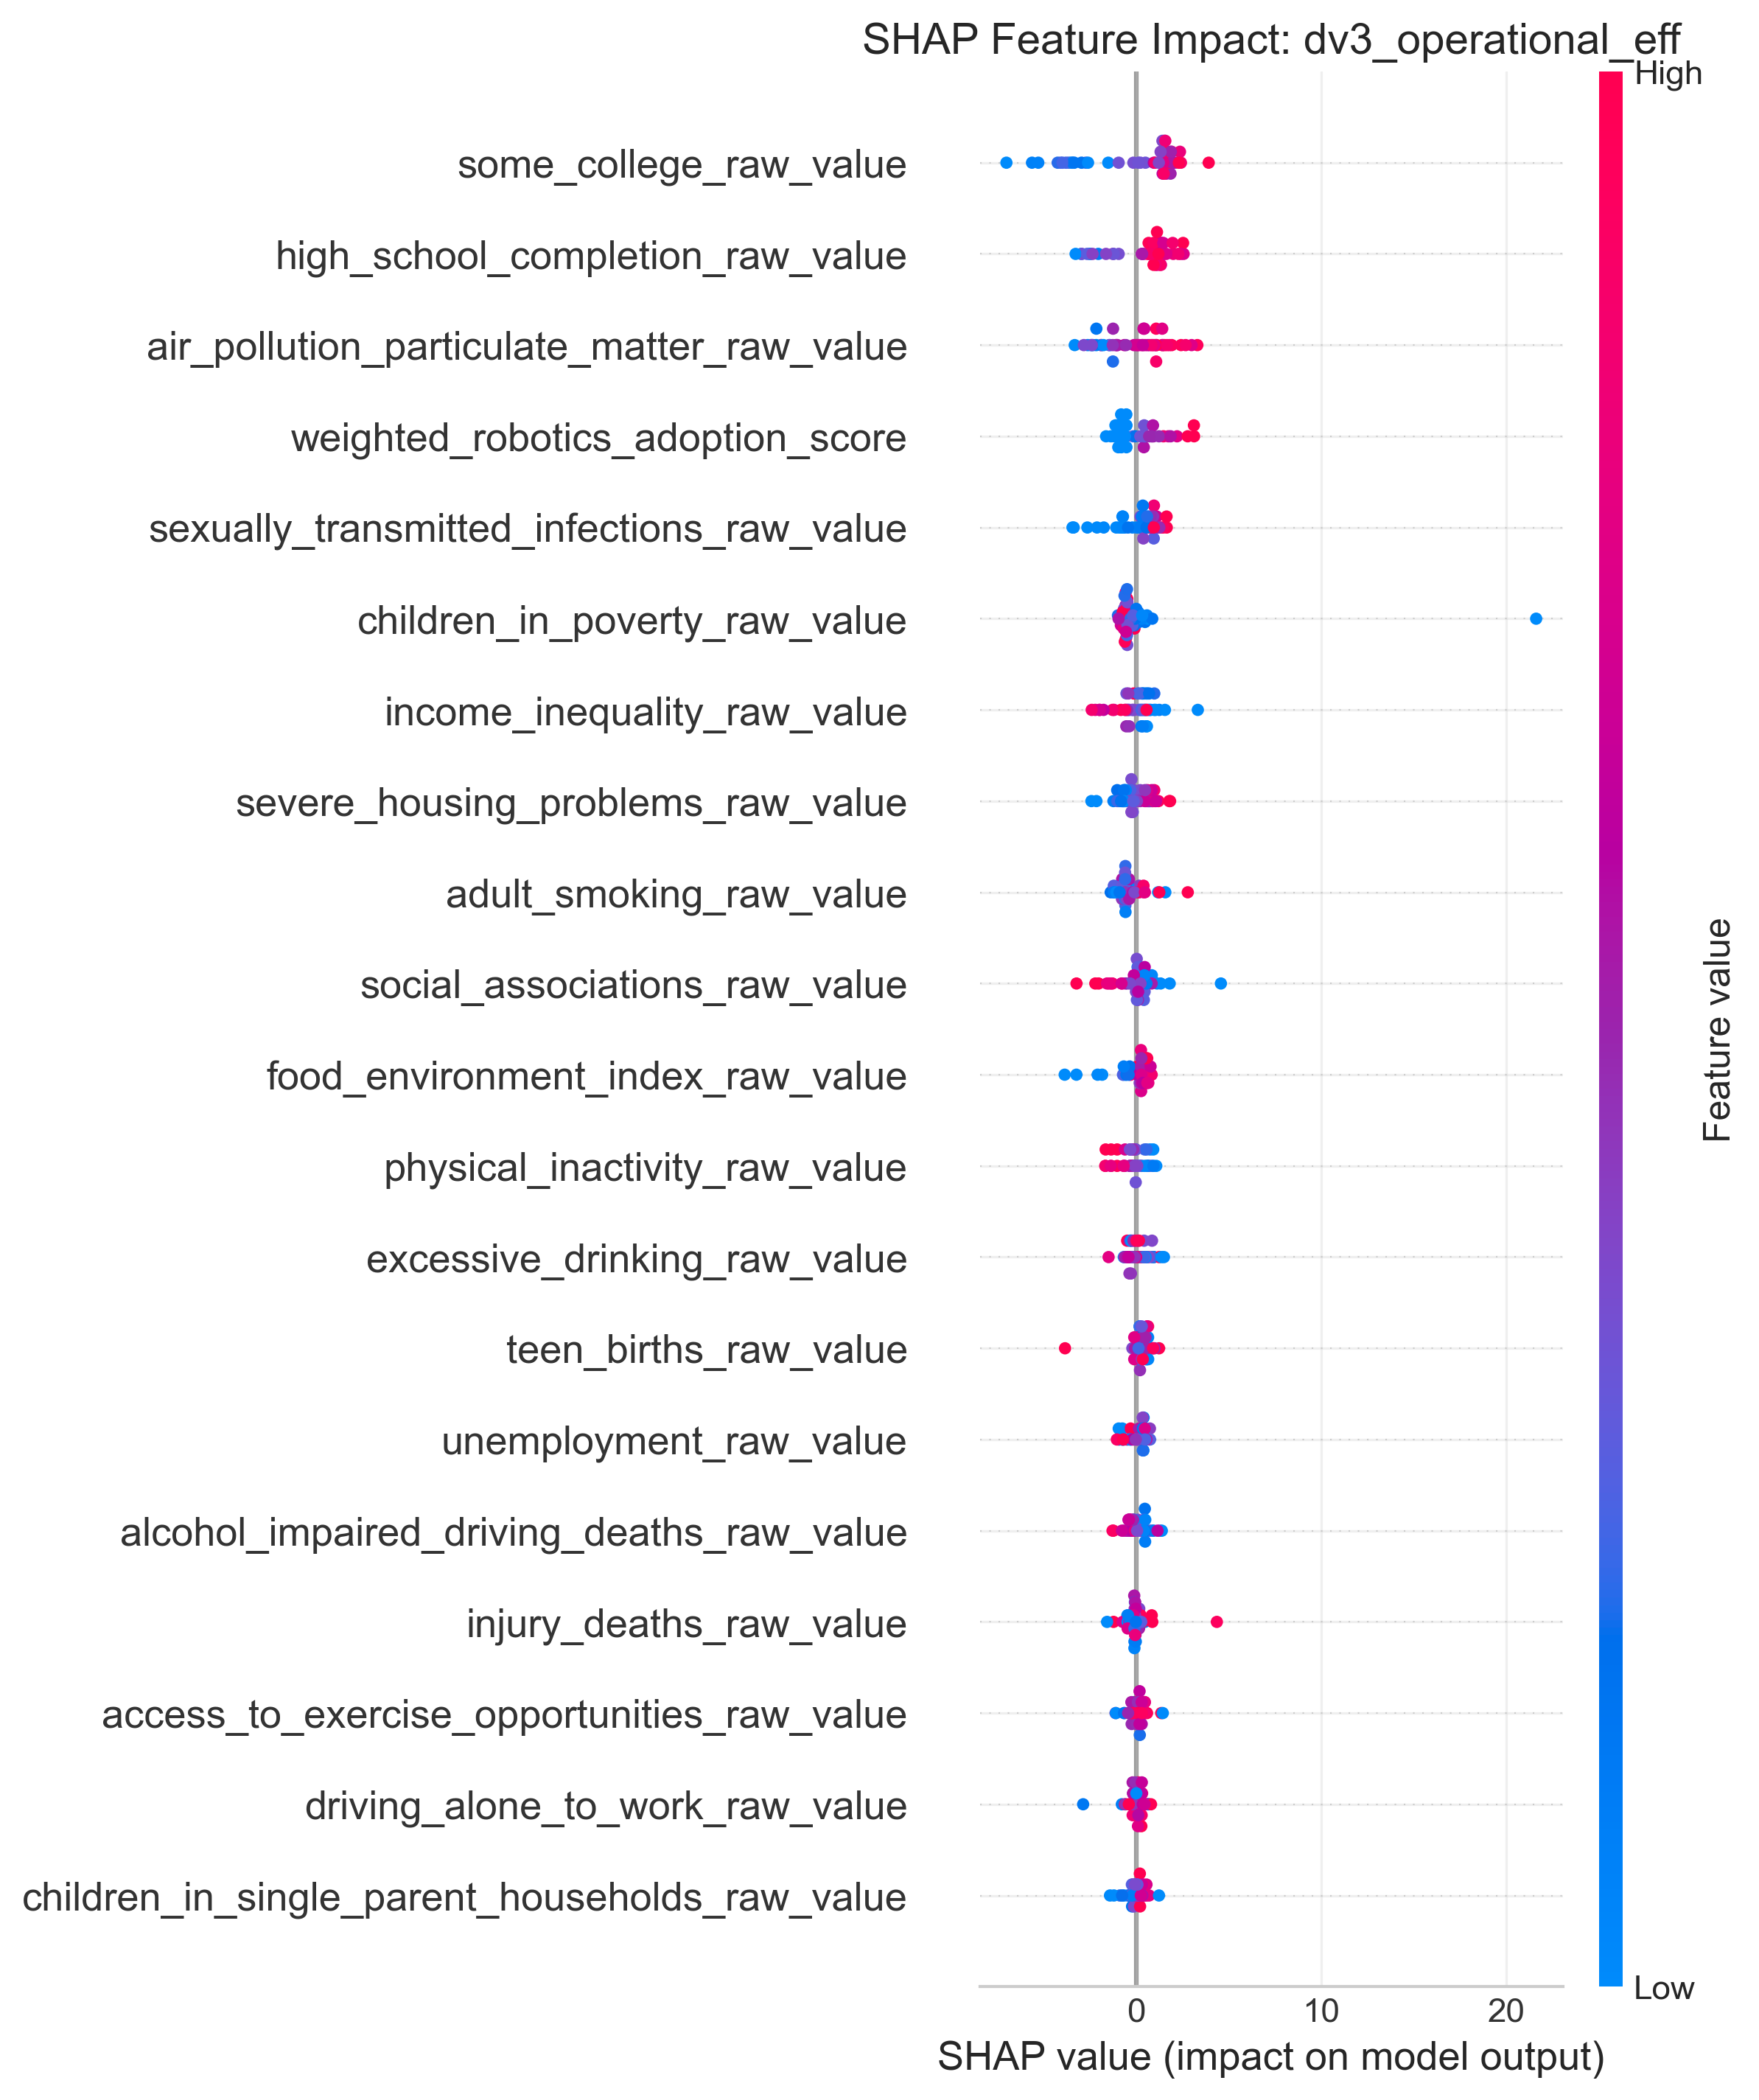 SHAP Feature Impact: dv3_operational_eff
High
some_college_raw_value
high_school_completion_raw_value
air_pollution_particulate_matter_raw_value
weighted_robotics_adoption_score
sexually_transmitted_infections_raw_value
children_in_poverty_raw_value
income_inequality_raw_value
severe_housing_problems_raw_value
adult_smoking_raw_value
social_associations_raw_value
food_environment_index_raw_value
physical_inactivity_raw_value
excessive_drinking_raw_value
teen_births_raw_value
unemployment_raw_value
alcohol_impaired_driving_deaths_raw_value
injury_deaths_raw_value
access_to_exercise_opportunities_raw_value
driving_alone_to_work_raw_value
children_in_single_parent_households_raw_value
Feature value
Low
0 10 20
SHAP value (impact on model output)